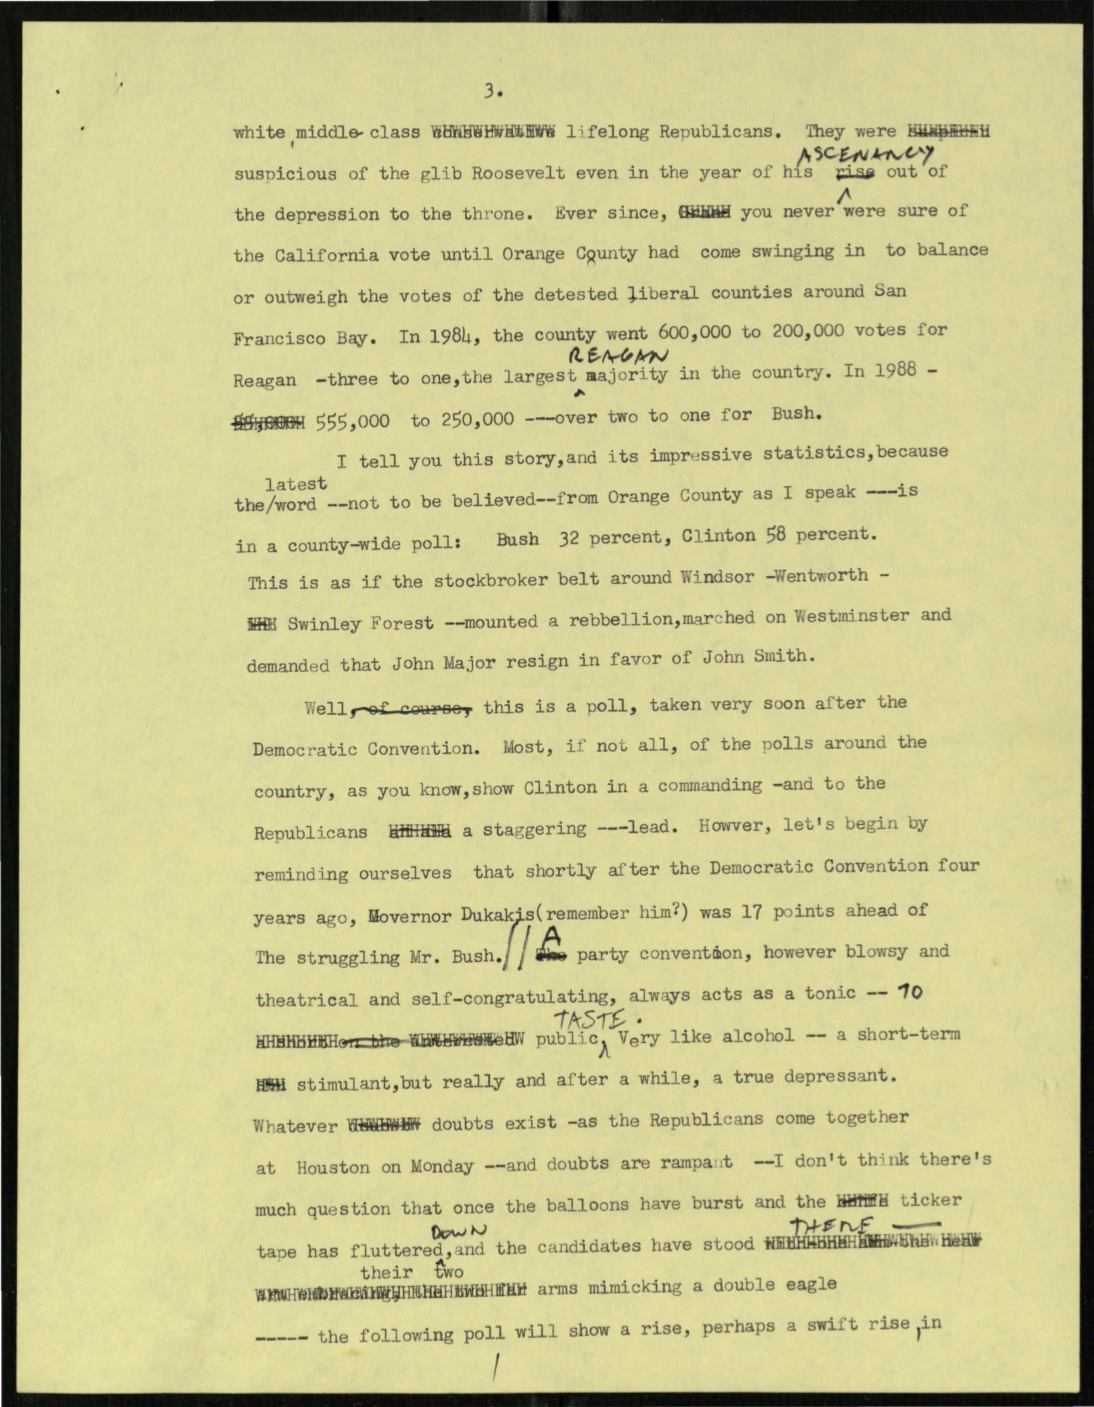 3.
white, middle class lifelong Republicans. They were
ASCENANCY
suspicious of the glib Roosevelt even in the year of his rise out of
the depression to the throne. Ever since, you never were sure of
the California vote until Orange County had come swinging in to balance
or outweigh the votes of the detested liberal counties around San
Francisco Bay. In 1984, the county went 600,000 to 200,000 votes for
REAGAN
Reagan -three to one,the largest majority in the country. In 1988 -
555,000 to 250,000 ---over two to one for Bush.
I tell you this story,and its impressive statistics,because
latest
the/word --not to be believed--from Orange County as I speak ---is
in a county-wide poll: Bush 32 percent, Clinton 58 percent.
This is as if the stockbroker belt around Windsor -Wentworth -
Swinley Forest --mounted a rebbellion,marched on Westminster and
demanded that John Major resign in favor of John Smith.
Well, of course, this is a poll, taken very soon after the
Democratic Convention. Most, if not all, of the polls around the
country, as you know,show Clinton in a commanding -and to the
Republicans a staggering ---lead. Howver, let's begin by
reminding ourselves that shortly after the Democratic Convention four
years ago, Governor Dukakis(remember him?) was 17 points ahead of
The struggling Mr. Bush.// A
The party convention, however blowsy and
theatrical and self-congratulating, always acts as a tonic -- TO
TASTE.
on the public, Very like alcohol -- a short-term
stimulant,but really and after a while, a true depressant.
Whatever doubts exist -as the Republicans come together
at Houston on Monday --and doubts are rampant --I don't think there's
much question that once the balloons have burst and the ticker
DOWN THERE —
tape has fluttered,and the candidates have stood
their two
arms mimicking a double eagle
----- the following poll will show a rise, perhaps a swift rise,in